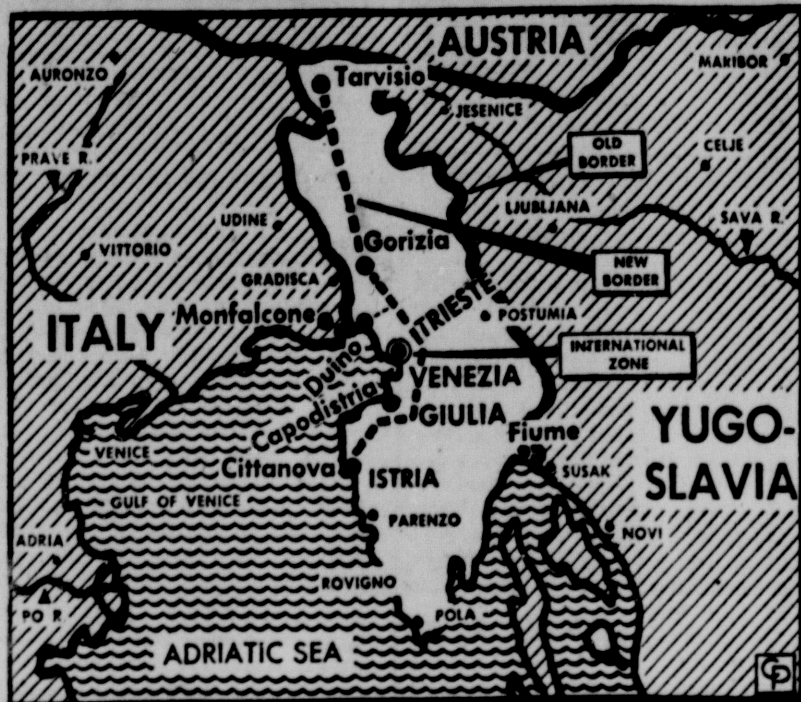 AUSTRIA
AURONZO
Tarvisio
MARIBOR
JESENICE
OLD
BORDER
CELJE
PRAVE R.
LJUBLJANA
SAVA R.
UDINE
VITTORIO
Gorizia
NEW
BORDER
GRADISCA
ITALY
Monfalcone
TRIESTE
POSTUMIA
INTERNATIONAL
ZONE
Duino
VENEZIA
GIULIA
Capodistria
YUGO-
SLAVIA
Fiume
VENICE
Cittanova
ISTRIA
SUSAK
GULF OF VENICE
PARENZO
NOVI
ADRIA
ROVIGNO
PO R.
POLA
ADRIATIC SEA
CP